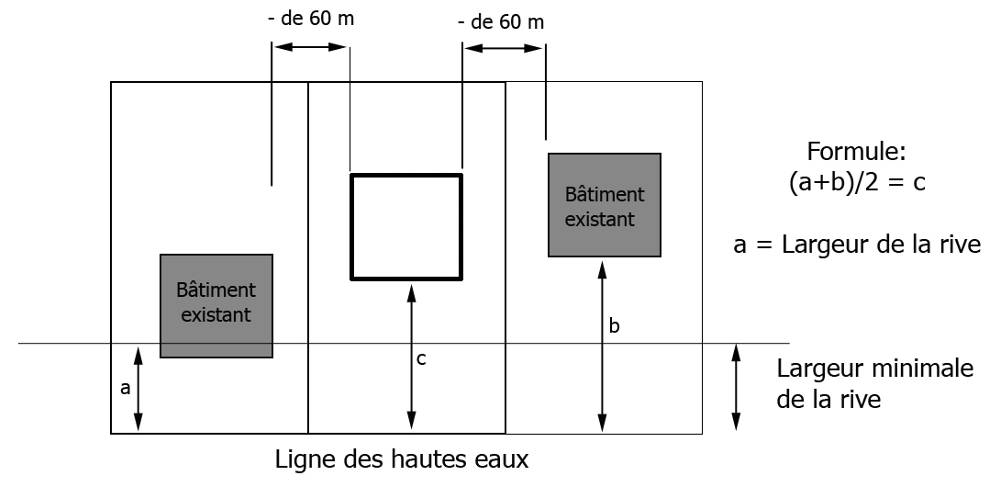 - de 60 m
- de 60 m
Formule:
(a+b)/2 = c
Bâtiment
existant
a = Largeur de la rive
Bâtiment
existant
b
c
a
Largeur minimale
de la rive
Ligne des hautes eaux